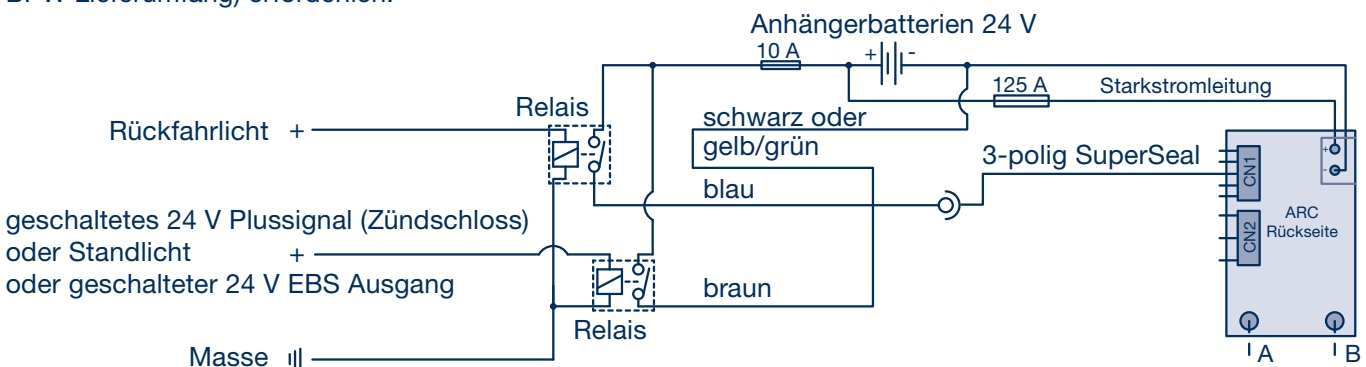 Anhängerbatterien 24 V
10 A
+
-
125 A
Starkstromleitung
Relais
schwarz oder
gelb/grün
Rückfahrlicht +
3-polig SuperSeal
CN1
+
-
blau
geschaltetes 24 V Plussignal (Zündschloss)
oder Standlicht +
oder geschalteter 24 V EBS Ausgang
CN2
ARC
Rückseite
braun
Relais
Masse
A
B